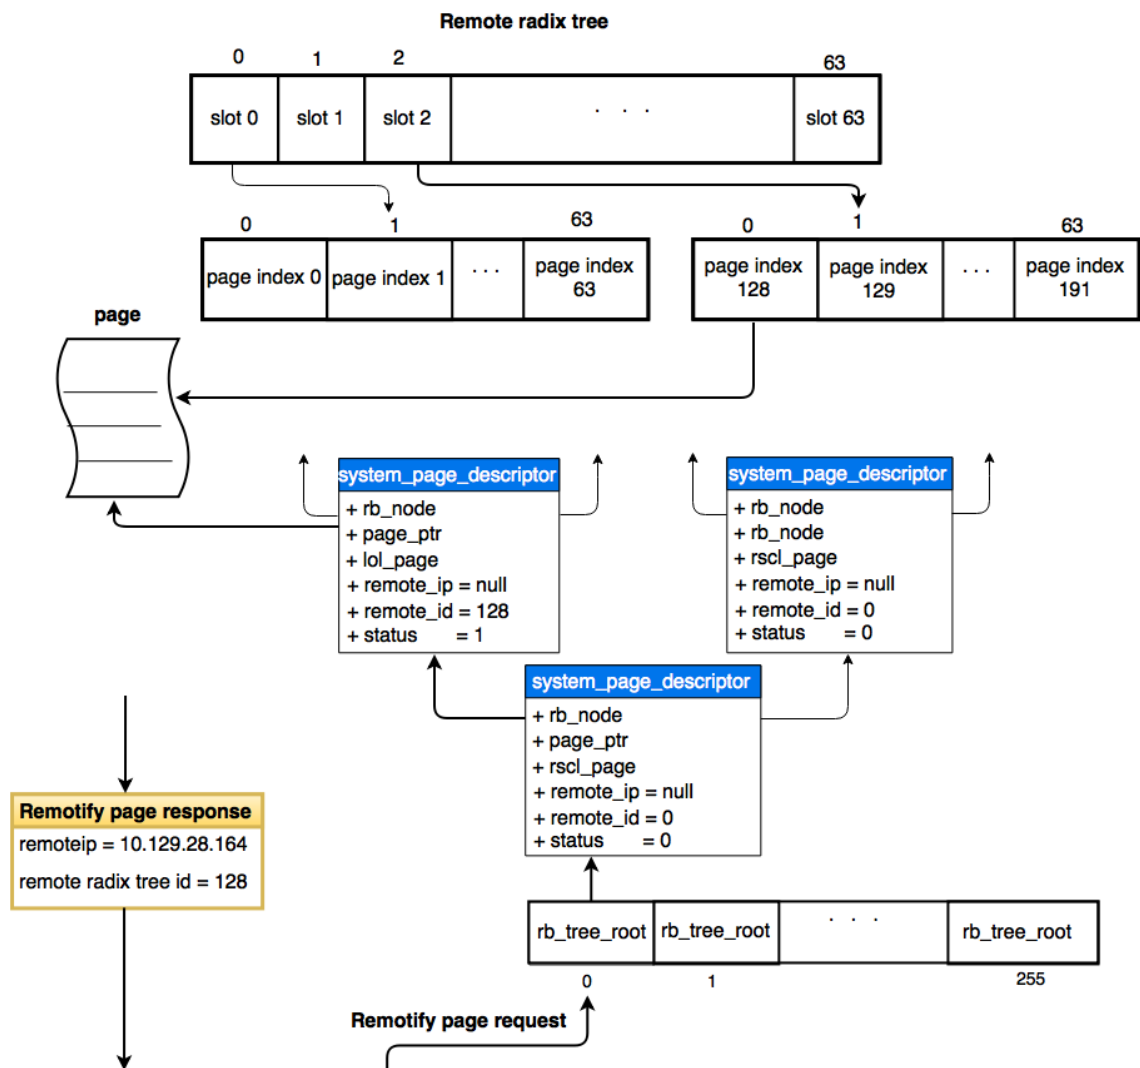 Remote radix tree
0 1 2 63
slot 0 slot 1 slot 2 . . . slot 63
0 1 63 0 1 63
page index 0 page index 1 . . . page index
63
page index
128
page index
129
. . .
page index
191
page
system_page_descriptor
+ rb_node
+ page_ptr
+ lol_page
+ remote_ip = null
+ remote_id = 128
+ status = 1
system_page_descriptor
+ rb_node
+ rb_node
+ rscl_page
+ remote_ip = null
+ remote_id = 0
+ status = 0
system_page_descriptor
+ rb_node
+ page_ptr
+ rscl_page
+ remote_ip = null
+ remote_id = 0
+ status = 0
Remotify page response
remoteip = 10.129.28.164
remote radix tree id = 128
rb_tree_root rb_tree_root . . . rb_tree_root
0 1 255
Remotify page request